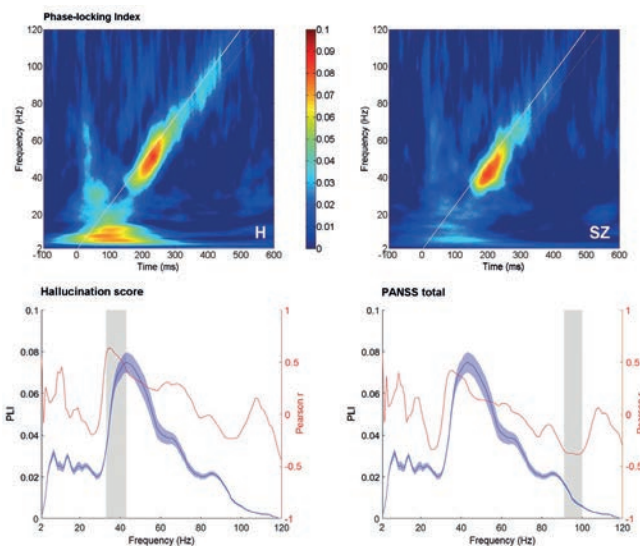 Phase-locking Index
120
100
80
60
40
20
2
Frequency (Hz)
-100 0 100 200 300 400 500 600
Time (ms)
H
0.1
0.09
0.08
0.07
0.06
0.05
0.04
0.03
0.02
0.01
0
120
100
80
60
40
20
2
Frequency (Hz)
-100 0 100 200 300 400 500 600
Time (ms)
SZ
Hallucination score
0.1
0.08
0.06
0.04
0.02
0
PLI
1
0.5
0
-0.5
-1
Pearson r
2 20 40 60 80 100 120
Frequency (Hz)
PANSS total
0.1
0.08
0.06
0.04
0.02
0
PLI
1
0.5
0
-0.5
-1
Pearson r
2 20 40 60 80 100 120
Frequency (Hz)